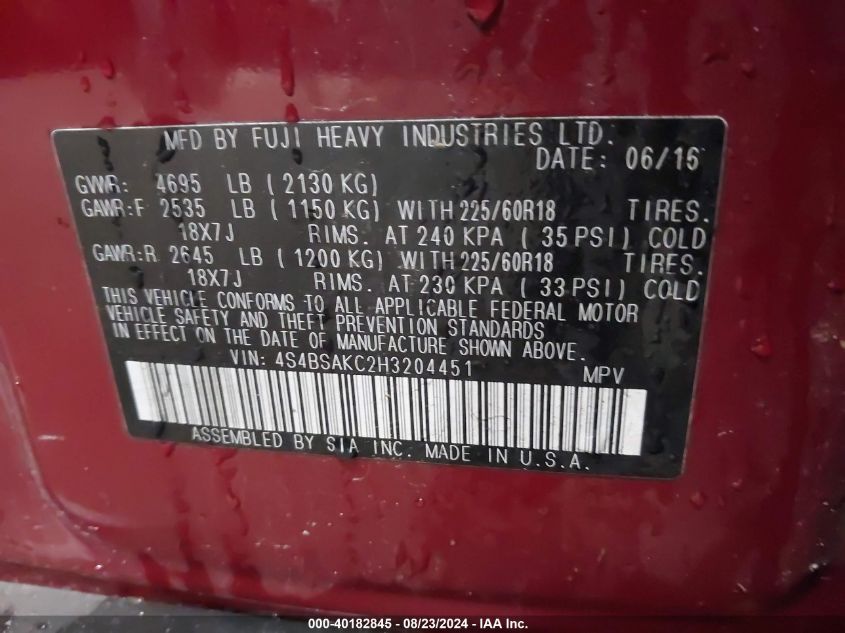 MFD BY FUJI HEAVY INDUSTRIES LTD.
DATE: 06/16
GVWR: 4695 LB ( 2130 KG)
GAWR:F 2535 LB ( 1150 KG) WITH 225/60R18 TIRES.
18X7J RIMS. AT 240 KPA ( 35 PSI) COLD
GAWR:R 2645 LB ( 1200 KG) WITH 225/60R18 TIRES.
18X7J RIMS. AT 230 KPA ( 33 PSI) COLD
THIS VEHICLE CONFORMS TO ALL APPLICABLE FEDERAL MOTOR
VEHICLE SAFETY AND THEFT PREVENTION STANDARDS
IN EFFECT ON THE DATE OF MANUFACTURE SHOWN ABOVE.
VIN: 4S4BSAKC2H3204451 MPV
ASSEMBLED BY SIA INC. MADE IN U.S.A.
000-40182845 - 08/23/2024 - IAA Inc.